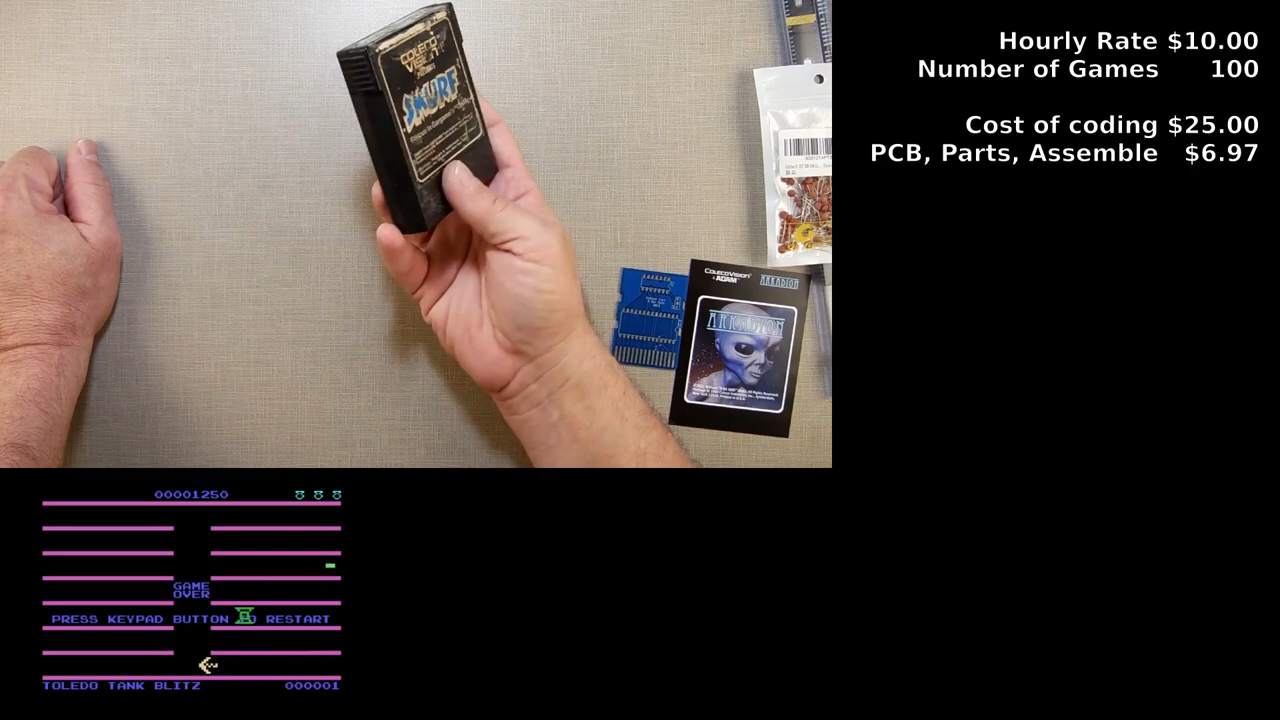 Hourly Rate $10.00
Number of Games 100
Cost of coding $25.00
PCB, Parts, Assemble $6.97
COLECO
VISION
SMURF
COLECOVISION
& ADAM
ARKADION
ARKADION
00001250
GAME
OVER
PRESS KEYPAD BUTTON TO RESTART
TOLEDO TANK BLITZ 000001